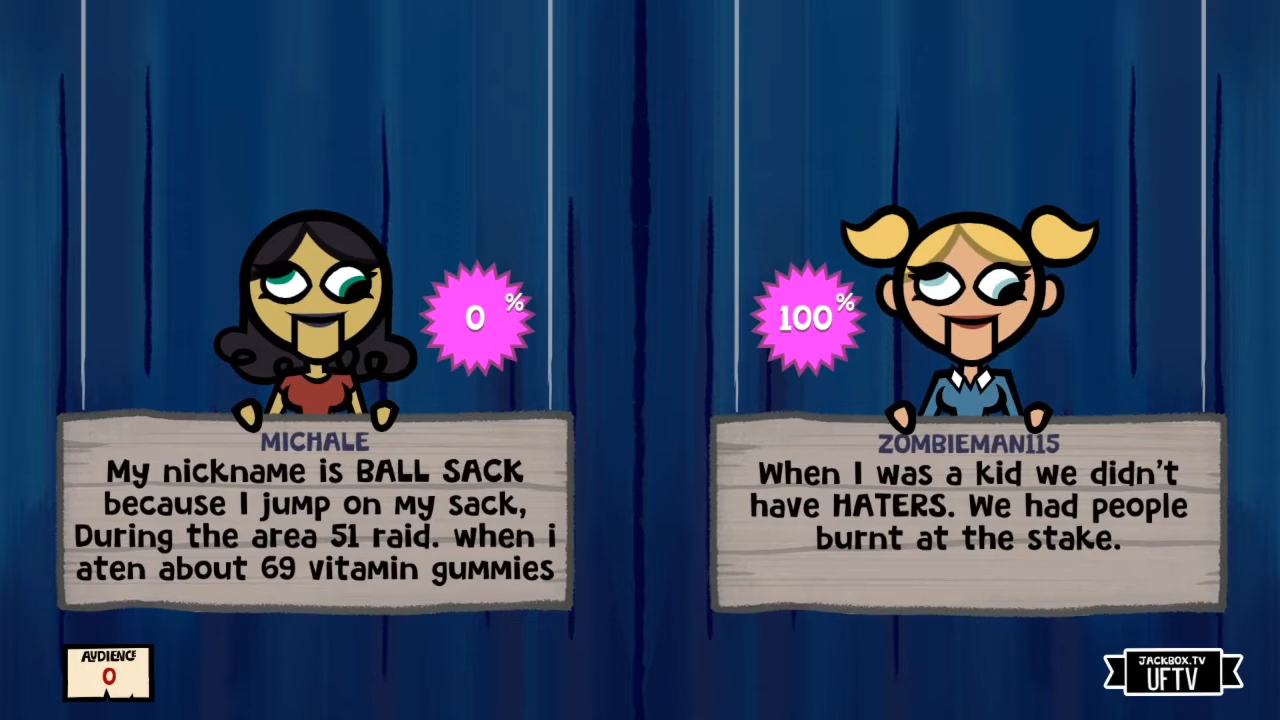 0%
100%
MICHALE
My nickname is BALL SACK
because I jump on my sack,
During the area 51 raid. when i
aten about 69 vitamin gummies
ZOMBIEMAN115
When I was a kid we didn't
have HATERS. We had people
burnt at the stake.
AUDIENCE
0
JACKBOX.TV
UFTV